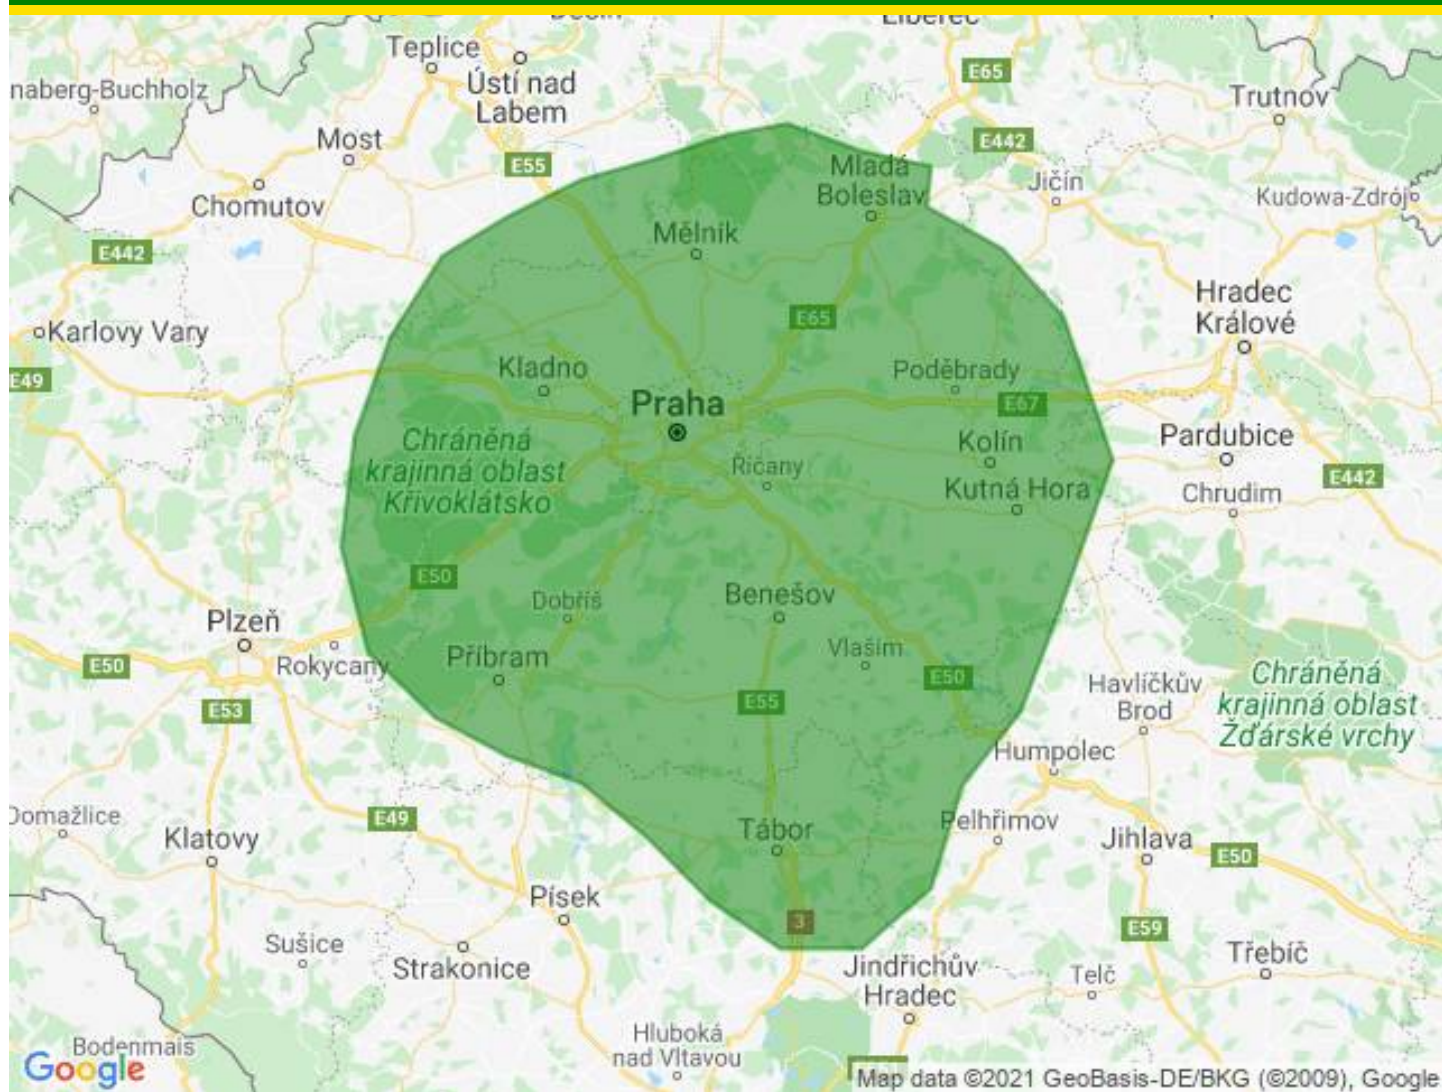 Liberec
Teplice
E65
naberg-Buchholz
Ústí nad
Labem
Trutnov
Most
E442
E55
Mladá
Boleslav
Jičín
Chomutov
Kudowa-Zdrój
Mělník
E442
Hradec
Králové
E65
Karlovy Vary
Kladno
Poděbrady
E49
Praha
E67
Chráněná
krajinná oblast
Křivoklátsko
Kolín
Pardubice
Říčany
E442
Kutná Hora
Chrudim
E50
Dobříš
Benešov
Plzeň
Vlašim
Příbram
Rokycany
E50
E50
Chráněná
krajinná oblast
Žďárské vrchy
Havlíčkův
Brod
E55
E53
Humpolec
Domažlice
E49
Tábor
Pelhřimov
Klatovy
Jihlava
E50
Písek
3
E59
Sušice
Strakonice
Třebíč
Jindřichův
Hradec
Telč
Hluboká
nad Vltavou
Bodenmais
Google
Map data ©2021 GeoBasis-DE/BKG (©2009), Google